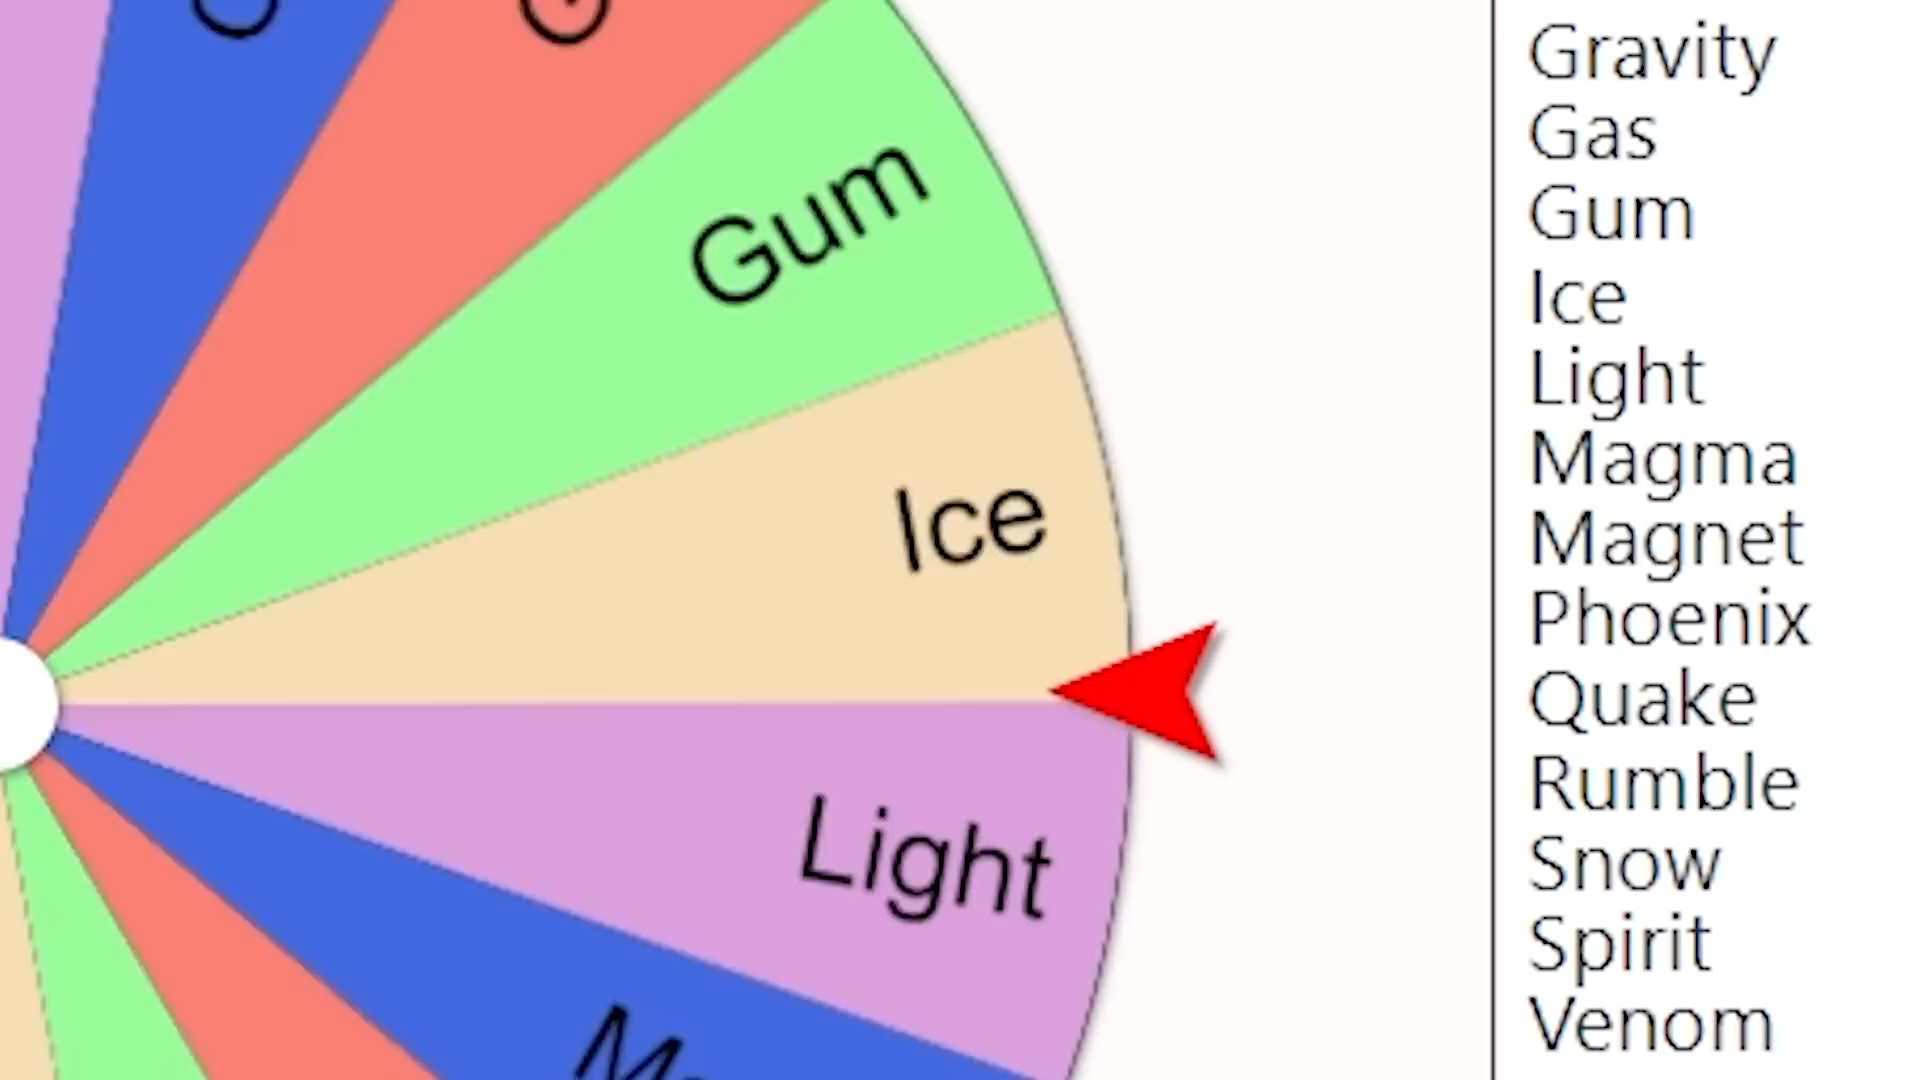 Gum
Ice
Light
Gravity
Gas
Gum
Ice
Light
Magma
Magnet
Phoenix
Quake
Rumble
Snow
Spirit
Venom